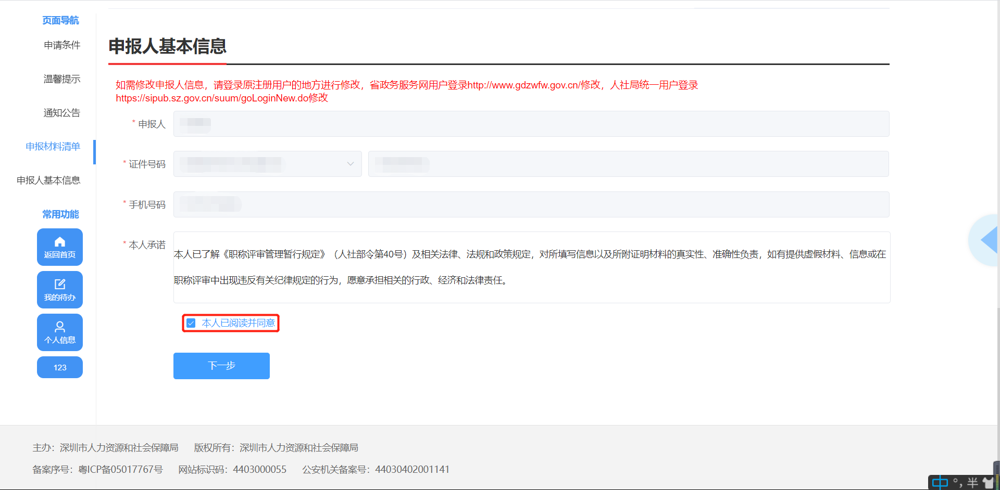 页面导航
申请条件
温馨提示
通知公告
申报材料清单
申报人基本信息
常用功能
返回首页
我的待办
个人信息
123
申报人基本信息
如需修改申报人信息，请登录原注册用户的地方进行修改，省政务服务网用户登录http://www.gdzwfw.gov.cn/修改，人社局统一用户登录
https://sipub.sz.gov.cn/suum/goLoginNew.do修改
* 申报人
* 证件号码
* 手机号码
* 本人承诺
本人已了解《职称评审管理暂行规定》（人社部令第40号）及相关法律、法规和政策规定，对所填写信息以及所附证明材料的真实性、准确性负责，如有提供虚假材料、信息或在
职称评审中出现违反有关纪律规定的行为，愿意承担相关的行政、经济和法律责任。
本人已阅读并同意
下一步
主办：深圳市人力资源和社会保障局 版权所有：深圳市人力资源和社会保障局
备案序号：粤ICP备05017767号 网站标识码：4403000055 公安机关备案号：44030402001141
中 °, 半